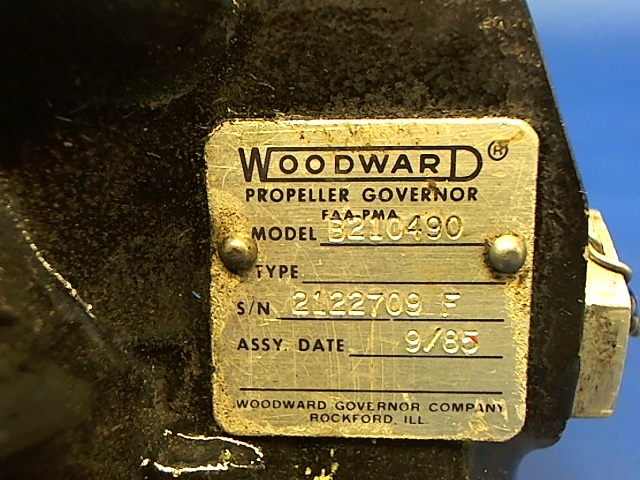 WOODWARD®
PROPELLER GOVERNOR
FAA-PMA
MODEL B210490
TYPE
S/N 2122709 F
ASSY. DATE 9/85
WOODWARD GOVERNOR COMPANY
ROCKFORD, ILL